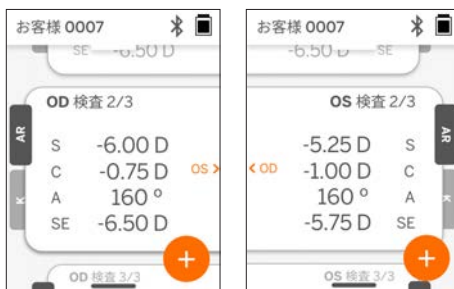 お客様 0007
SE -6.50 D
OD 検査 2/3
AR
K
S -6.00 D
C -0.75 D
A 160 º
SE -6.50 D
OS >
+
OD 検査 3/3
お客様 0007
-6.50 D SE
OS 検査 2/3
AR
K
-5.25 D S
-1.00 D C
160 º A
-5.75 D SE
< OD
+
OS 検査 3/3